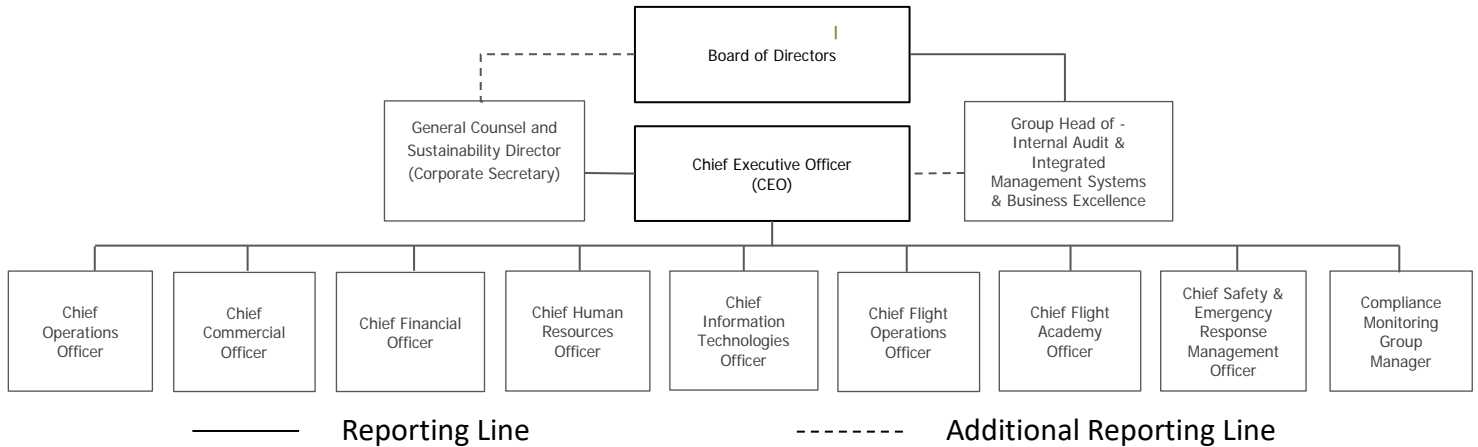 Board of Directors
General Counsel and
Sustainability Director
(Corporate Secretary)
Chief Executive Officer
(CEO)
Group Head of -
Internal Audit &
Integrated
Management Systems
& Business Excellence
Chief
Operations
Officer
Chief
Commercial
Officer
Chief Financial
Officer
Chief Human
Resources
Officer
Chief
Information
Technologies
Officer
Chief Flight
Operations
Officer
Chief Flight
Academy
Officer
Chief Safety &
Emergency
Response
Management
Officer
Compliance
Monitoring
Group
Manager
Reporting Line
Additional Reporting Line